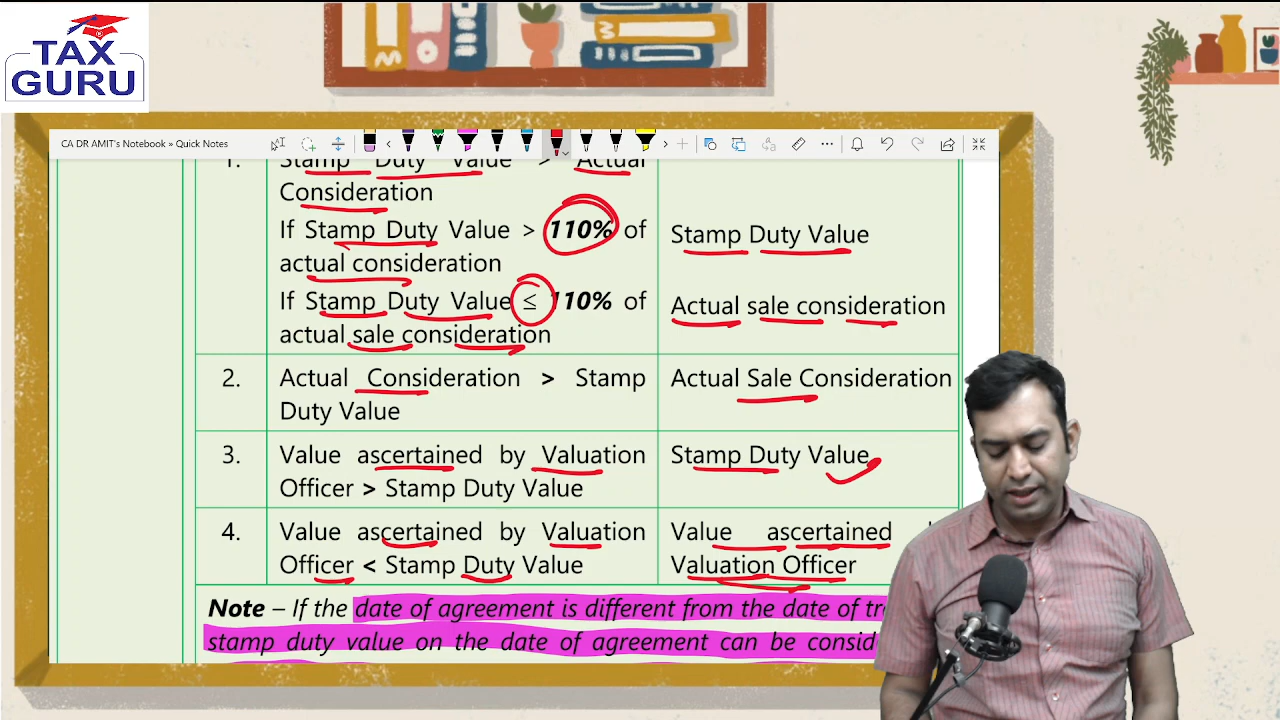 TAX
GURU
CA DR AMIT's Notebook » Quick Notes
1. Stamp Duty Value > Actual
Consideration
If Stamp Duty Value > 110% of
actual consideration
Stamp Duty Value
If Stamp Duty Value ≤ 110% of
actual sale consideration
Actual sale consideration
2. Actual Consideration > Stamp
Duty Value
Actual Sale Consideration
3. Value ascertained by Valuation
Officer > Stamp Duty Value
Stamp Duty Value
4. Value ascertained by Valuation
Officer < Stamp Duty Value
Value ascertained
Valuation Officer
Note – If the date of agreement is different from the date of
stamp duty value on the date of agreement can be